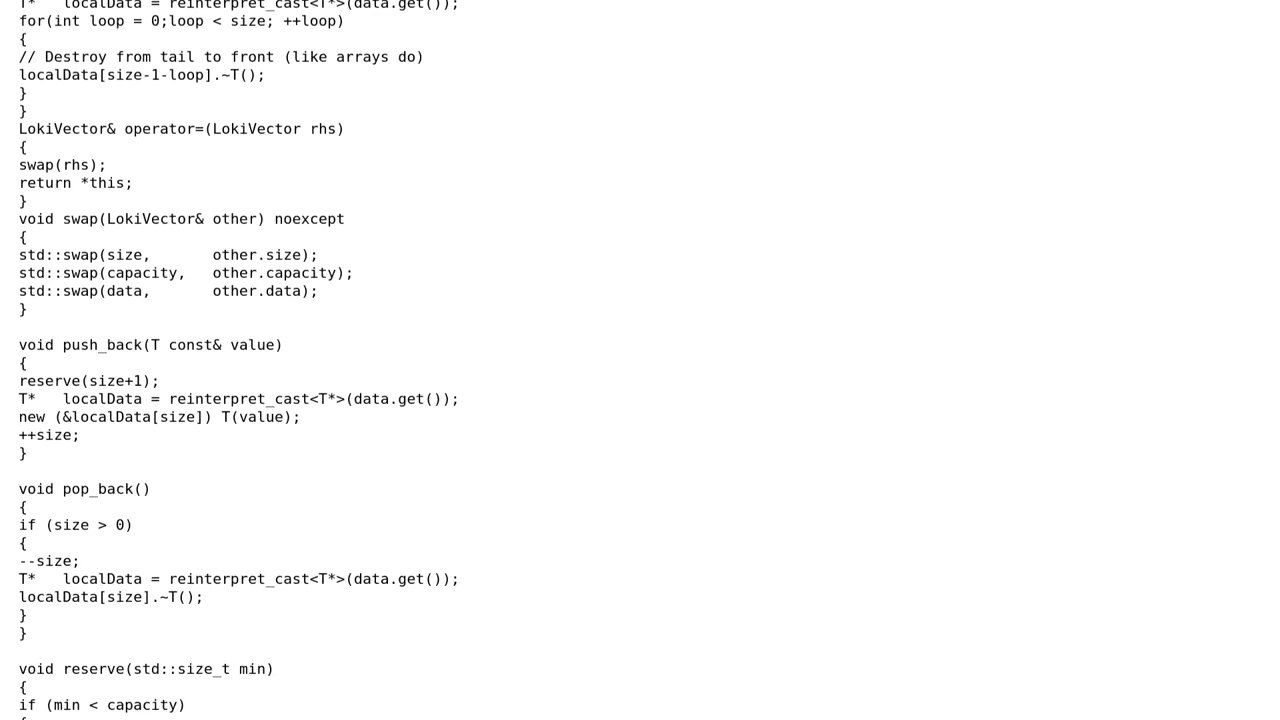 T*   localData = reinterpret_cast<T*>(data.get());
for(int loop = 0;loop < size; ++loop)
{
// Destroy from tail to front (like arrays do)
localData[size-1-loop].~T();
}
}
LokiVector& operator=(LokiVector rhs)
{
swap(rhs);
return *this;
}
void swap(LokiVector& other) noexcept
{
std::swap(size,       other.size);
std::swap(capacity,   other.capacity);
std::swap(data,       other.data);
}

void push_back(T const& value)
{
reserve(size+1);
T*   localData = reinterpret_cast<T*>(data.get());
new (&localData[size]) T(value);
++size;
}

void pop_back()
{
if (size > 0)
{
--size;
T*   localData = reinterpret_cast<T*>(data.get());
localData[size].~T();
}
}

void reserve(std::size_t min)
{
if (min < capacity)
{